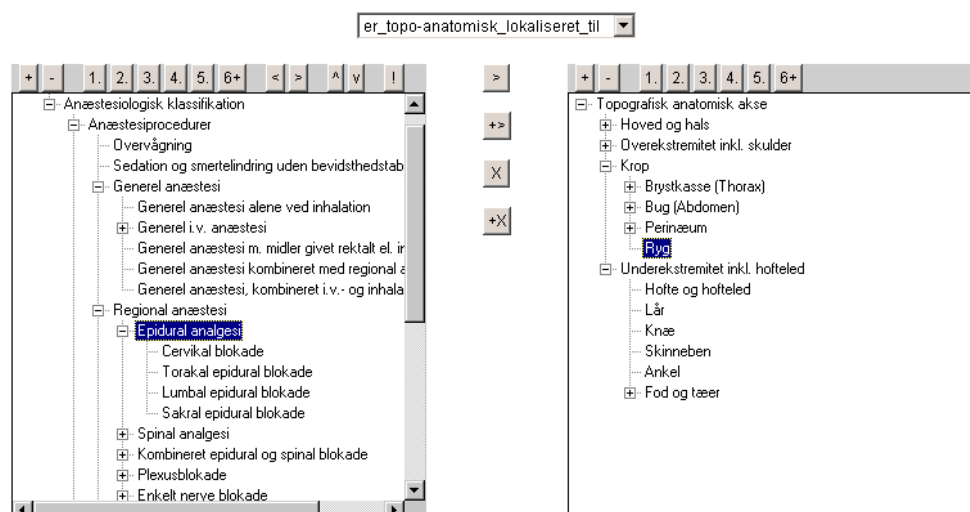 er_topo-anatomisk_lokaliseret_til
+ - 1. 2. 3. 4. 5. 6+ < > ^ v !
Anæstesiologisk klassifikation
Anæstesiprocedurer
Overvågning
Sedation og smertelindring uden bevidsthedstab
Generel anæstesi
Generel anæstesi alene ved inhalation
Generel i.v. anæstesi
Generel anæstesi m. midler givet rektalt el. ir
Generel anæstesi kombineret med regional a
Generel anæstesi, kombineret i.v.- og inhala
Regional anæstesi
Epidural analgesi
Cervikal blokade
Torakal epidural blokade
Lumbal epidural blokade
Sakral epidural blokade
Spinal analgesi
Kombineret epidural og spinal blokade
Plexusblokade
Enkelt nerve blokade
>
+>
X
+X
+ - 1. 2. 3. 4. 5. 6+
Topografisk anatomisk akse
Hoved og hals
Overekstremitet inkl. skulder
Krop
Brystkasse (Thorax)
Bug (Abdomen)
Perinæum
Ryg
Underekstremitet inkl. hofteled
Hofte og hofteled
Lår
Knæ
Skinneben
Ankel
Fod og tæer